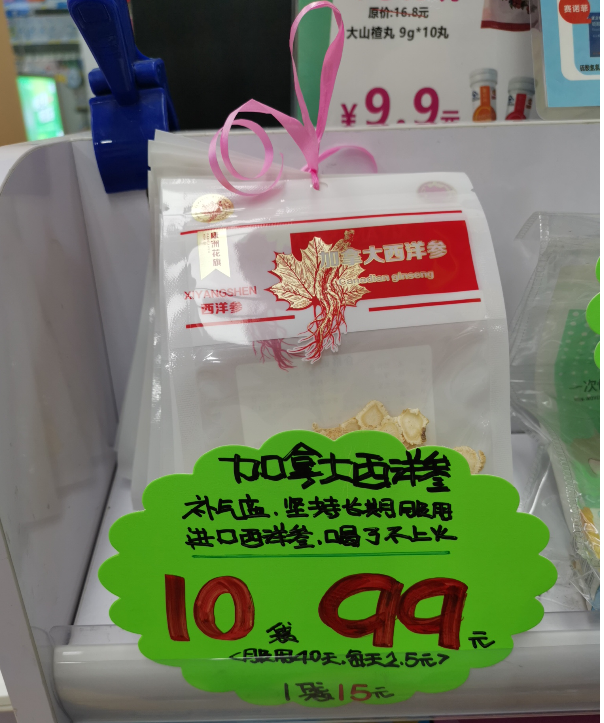 原价:16.8元
大山楂丸 9g*10丸
¥9.9元
加拿大西洋参
Canadian ginseng
XIYANGSHEN
西洋参
加拿大西洋参
补气血,坚持长期服用
进口西洋参,喝了不上火
10袋99元
<服用40天,每天2.5元>
1袋15元